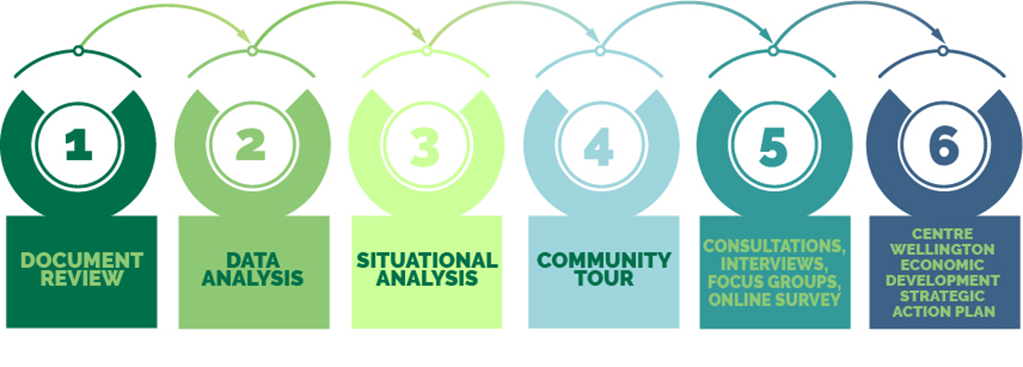 1
2
3
4
5
6
DOCUMENT
REVIEW
DATA
ANALYSIS
SITUATIONAL
ANALYSIS
COMMUNITY
TOUR
CONSULTATIONS,
INTERVIEWS,
FOCUS GROUPS,
ONLINE SURVEY
CENTRE
WELLINGTON
ECONOMIC
DEVELOPMENT
STRATEGIC
ACTION PLAN